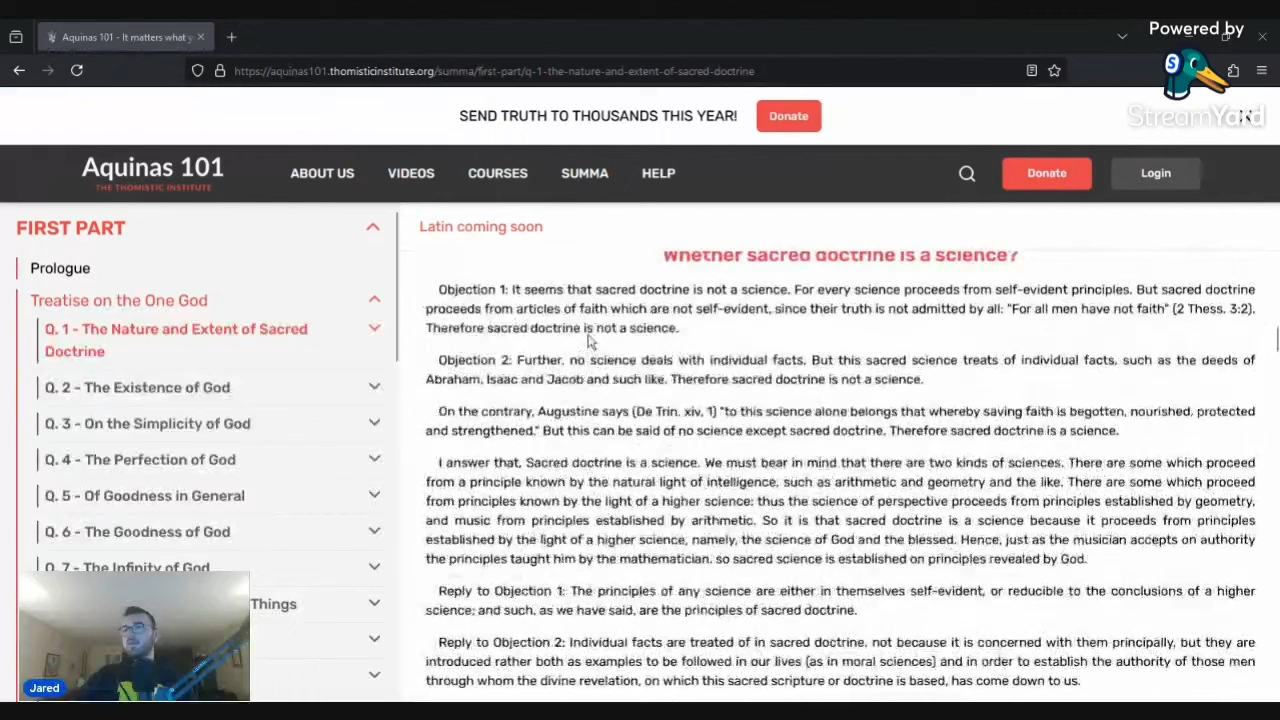 Aquinas 101 - It matters what y
Powered by
https://aquinas101.thomisticinstitute.org/summa/first-part/q-1-the-nature-and-extent-of-sacred-doctrine
S
StreamYard
SEND TRUTH TO THOUSANDS THIS YEAR!
Donate
Aquinas 101
THE THOMISTIC INSTITUTE
ABOUT US
VIDEOS
COURSES
SUMMA
HELP
Donate
Login
FIRST PART
Prologue
Treatise on the One God
Q. 1 - The Nature and Extent of Sacred
Doctrine
Q. 2 - The Existence of God
Q. 3 - On the Simplicity of God
Q. 4 - The Perfection of God
Q. 5 - Of Goodness in General
Q. 6 - The Goodness of God
Q. 7 - The Infinity of God
Things
Jared
Latin coming soon
Whether sacred doctrine is a science?
Objection 1: It seems that sacred doctrine is not a science. For every science proceeds from self-evident principles. But sacred doctrine
proceeds from articles of faith which are not self-evident, since their truth is not admitted by all: "For all men have not faith" (2 Thess. 3:2).
Therefore sacred doctrine is not a science.
Objection 2: Further, no science deals with individual facts. But this sacred science treats of individual facts, such as the deeds of
Abraham, Isaac and Jacob and such like. Therefore sacred doctrine is not a science.
On the contrary, Augustine says (De Trin. xiv, 1) "to this science alone belongs that whereby saving faith is begotten, nourished, protected
and strengthened." But this can be said of no science except sacred doctrine. Therefore sacred doctrine is a science.
I answer that, Sacred doctrine is a science. We must bear in mind that there are two kinds of sciences. There are some which proceed
from a principle known by the natural light of intelligence, such as arithmetic and geometry and the like. There are some which proceed
from principles known by the light of a higher science: thus the science of perspective proceeds from principles established by geometry,
and music from principles established by arithmetic. So it is that sacred doctrine is a science because it proceeds from principles
established by the light of a higher science, namely, the science of God and the blessed. Hence, just as the musician accepts on authority
the principles taught him by the mathematician, so sacred science is established on principles revealed by God.
Reply to Objection 1: The principles of any science are either in themselves self-evident, or reducible to the conclusions of a higher
science; and such, as we have said, are the principles of sacred doctrine.
Reply to Objection 2: Individual facts are treated of in sacred doctrine, not because it is concerned with them principally, but they are
introduced rather both as examples to be followed in our lives (as in moral sciences) and in order to establish the authority of those men
through whom the divine revelation, on which this sacred scripture or doctrine is based, has come down to us.